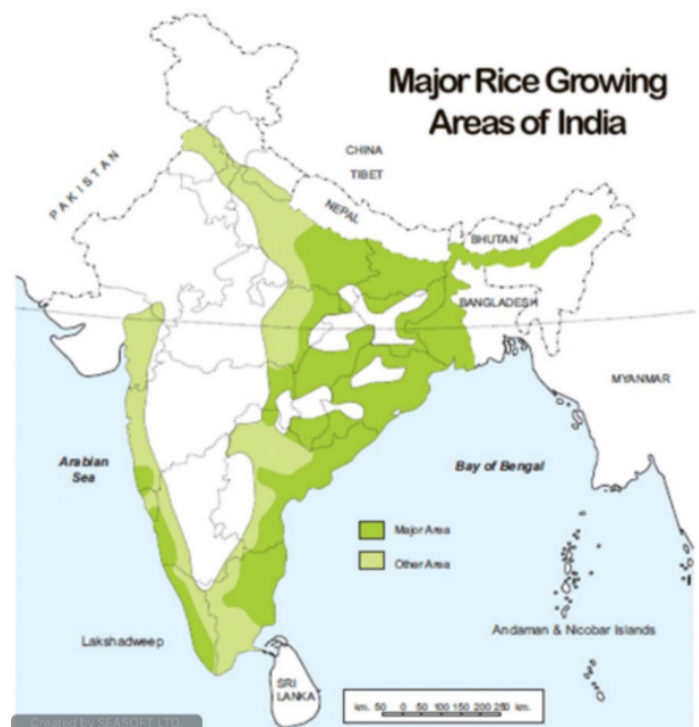 Major Rice Growing
Areas of India
CHINA
TIBET
PAKISTAN
NEPAL
BHUTAN
BANGLADESH
MYANMAR
Arabian
Sea
Bay of Bengal
Major Area
Other Area
Lakshadweep
Andaman & Nicobar Islands
SRI
LANKA
km. 50 0 50 100 150 200 250 km.
Created by SEASOFT LTD